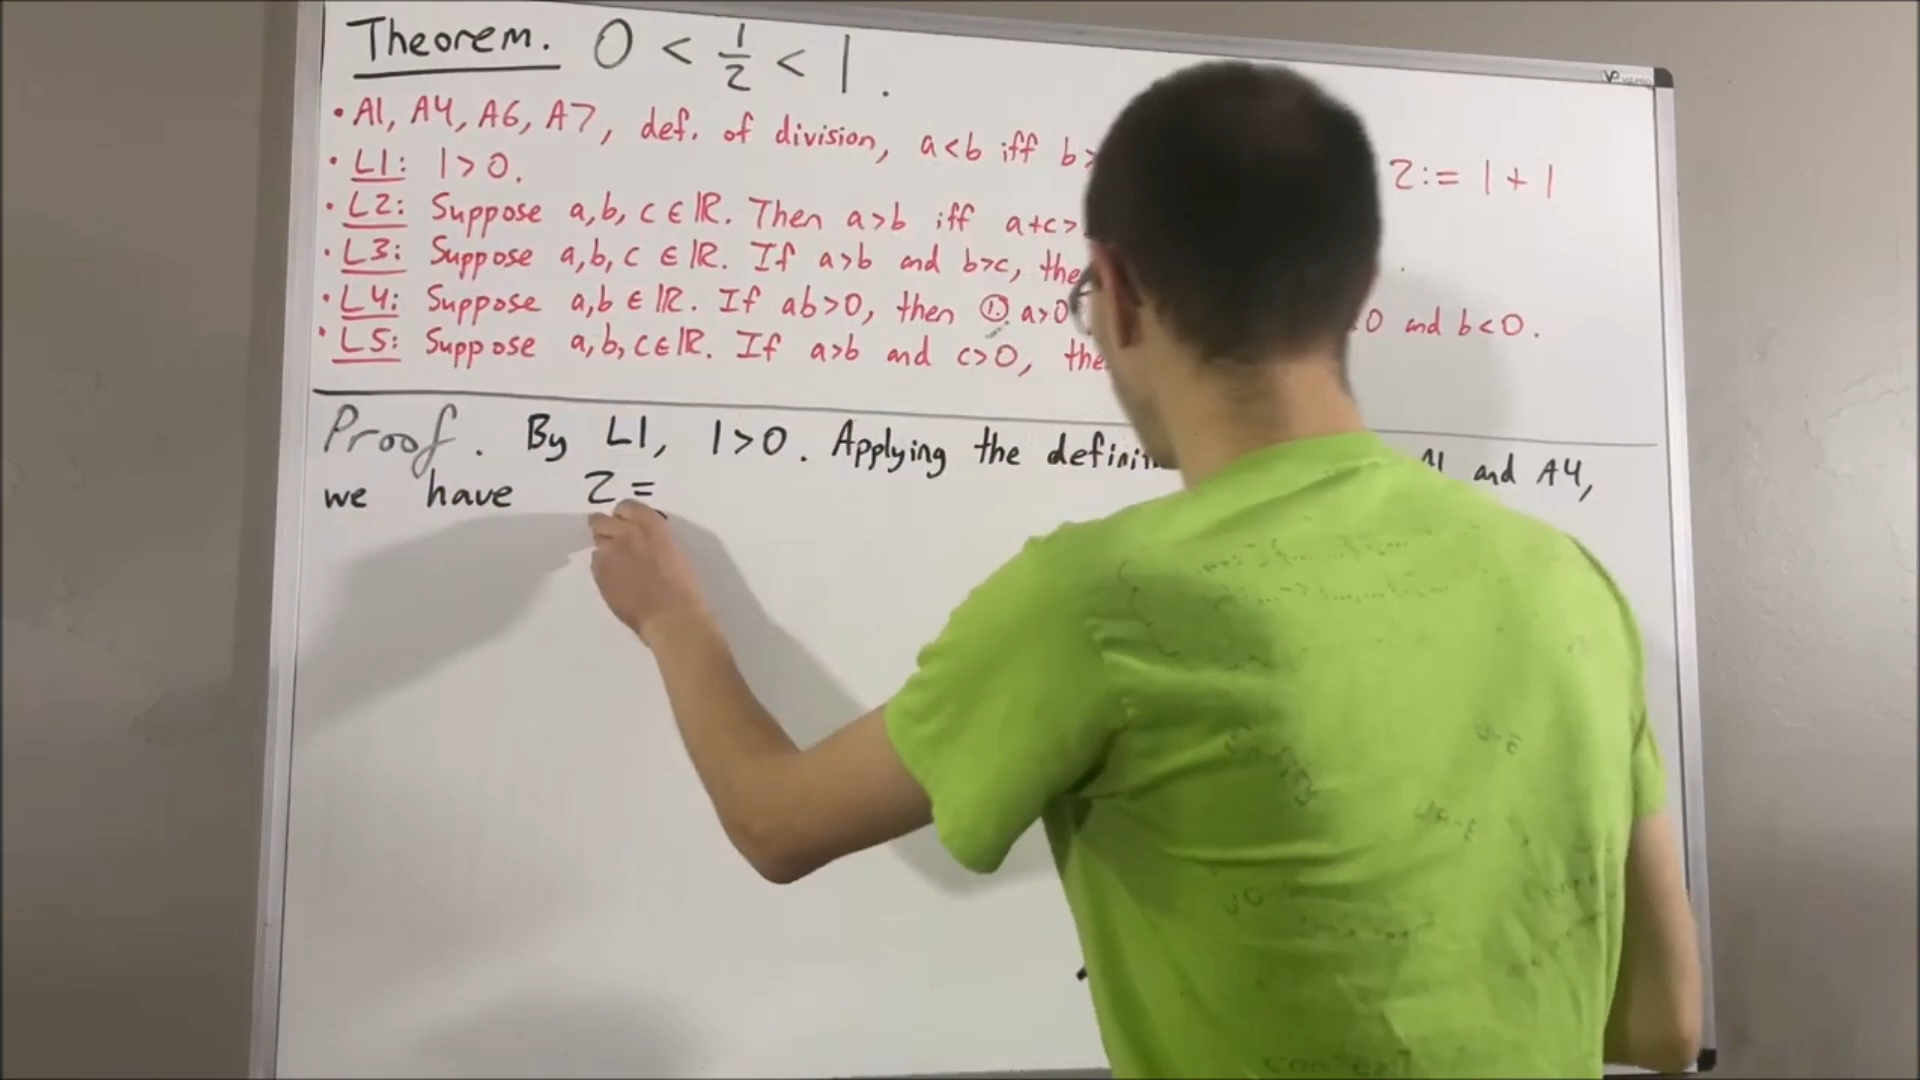 Theorem. 0 < 1/2 < 1.
• A1, A4, A6, A7, def. of division, a<b iff b> 2:= 1+1
• L1: 1>0.
• L2: Suppose a,b,c∈ℝ. Then a>b iff a+c>
• L3: Suppose a,b,c ∈ℝ. If a>b and b>c, the
• L4: Suppose a,b∈ℝ. If ab>0, then ① a>0 <0 and b<0.
• L5: Suppose a,b,c∈ℝ. If a>b and c>0, the
Proof. By L1, 1>0. Applying the definit A1 and A4,
we have 2=